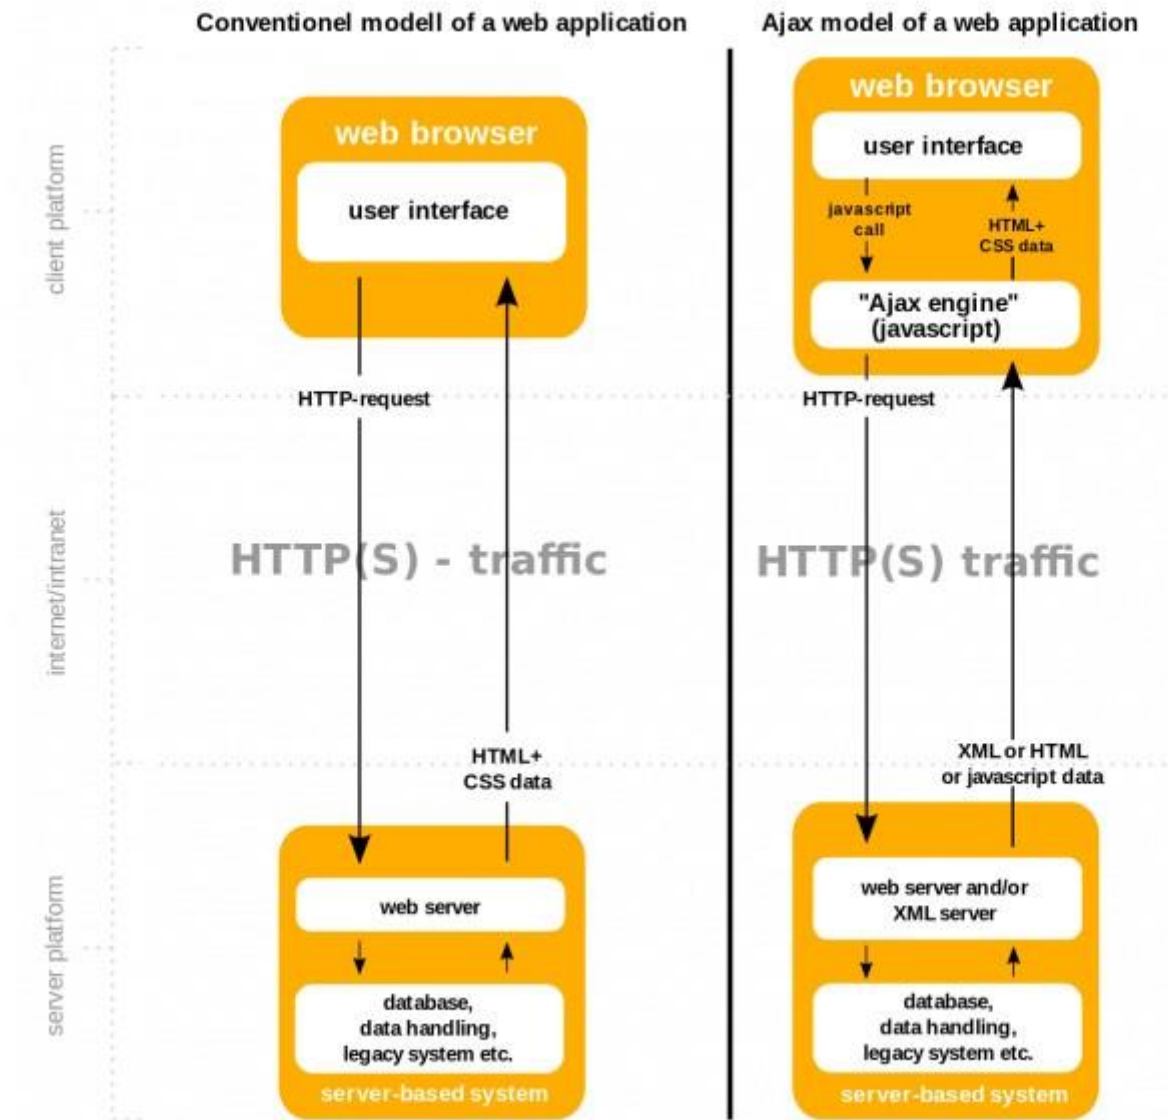 Conventionel modell of a web application
web browser
user interface
HTTP-request
HTTP(S) - traffic
HTML+
CSS data
web server
database,
data handling,
legacy system etc.
server-based system
Ajax model of a web application
web browser
user interface
javascript
call
HTML+
CSS data
"Ajax engine"
(javascript)
HTTP-request
HTTP(S) traffic
XML or HTML
or javascript data
web server and/or
XML server
database,
data handling,
legacy system etc.
server-based system
client platform
internet/intranet
server platform